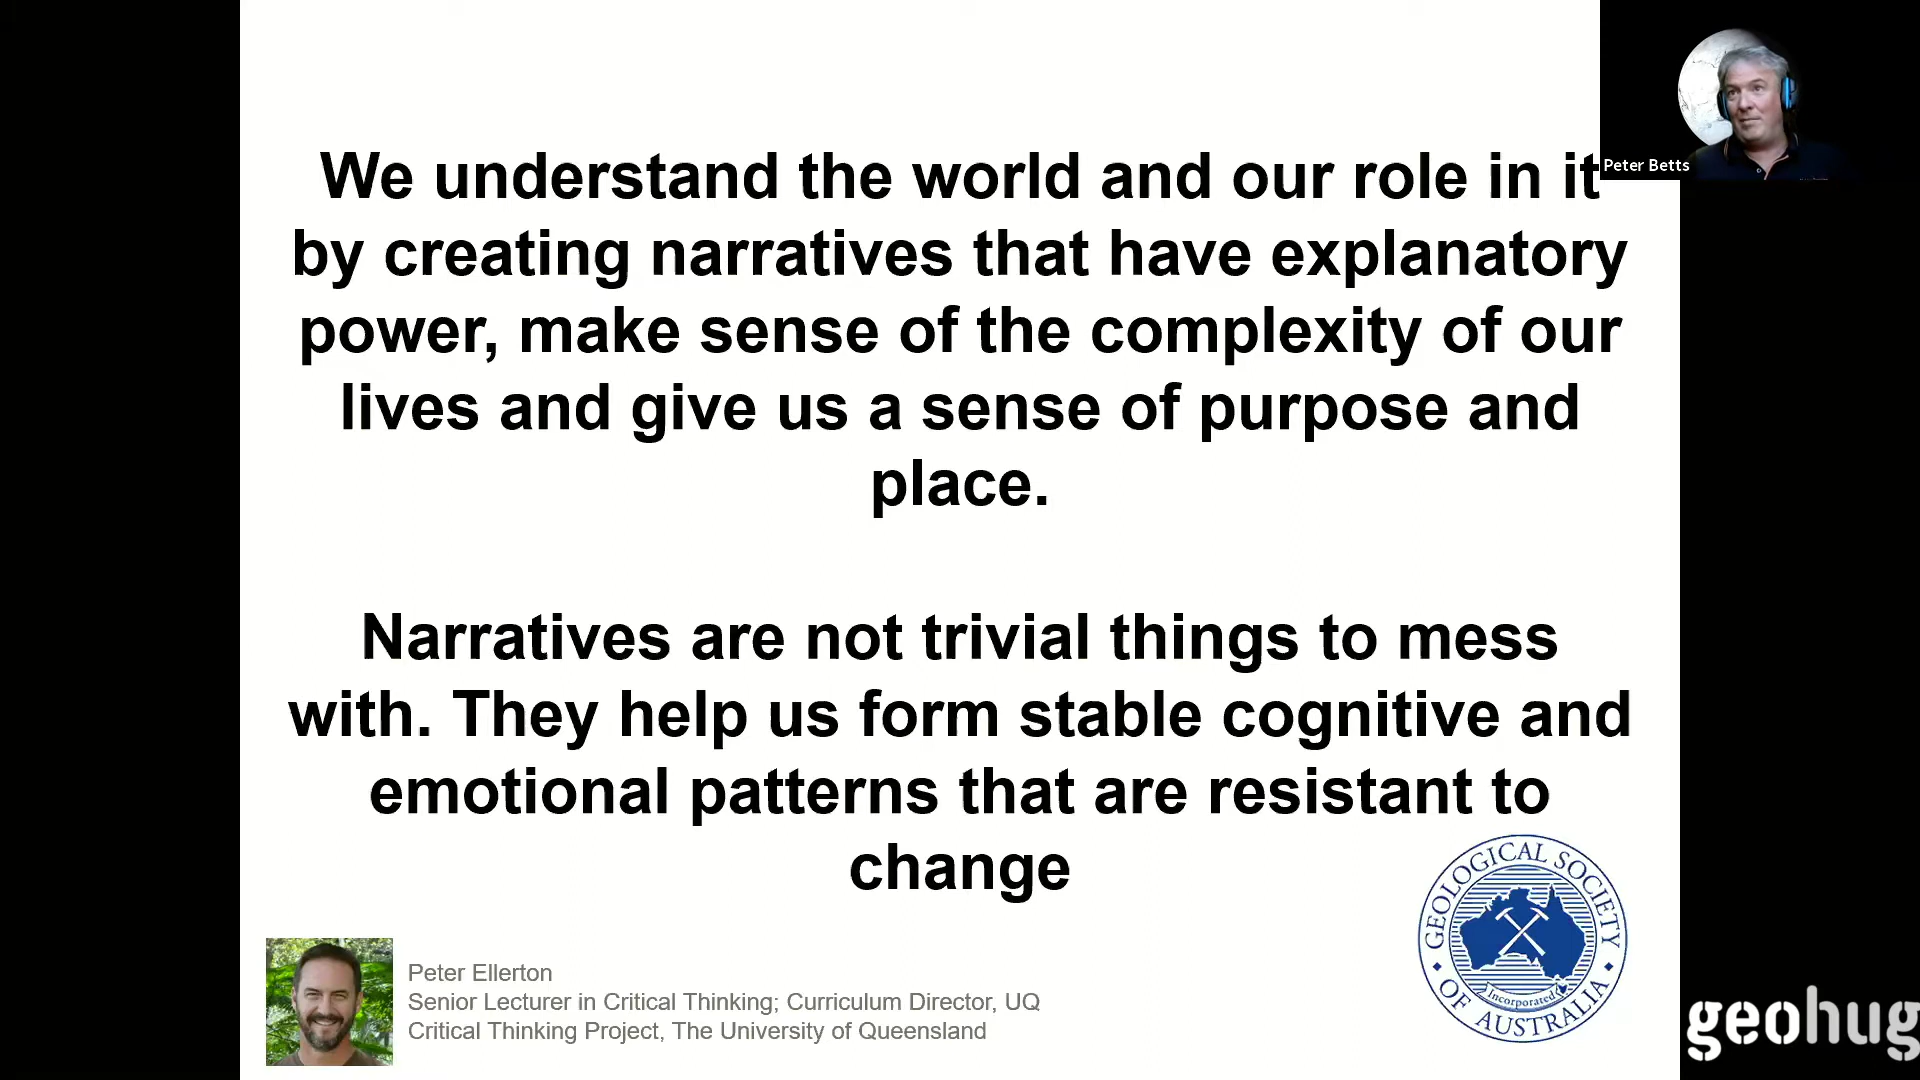 We understand the world and our role in it
by creating narratives that have explanatory
power, make sense of the complexity of our
lives and give us a sense of purpose and
place.
Narratives are not trivial things to mess
with. They help us form stable cognitive and
emotional patterns that are resistant to
change
Peter Ellerton
Senior Lecturer in Critical Thinking; Curriculum Director, UQ
Critical Thinking Project, The University of Queensland
GEOLOGICAL SOCIETY
OF AUSTRALIA
Incorporated
Peter Betts
geohug